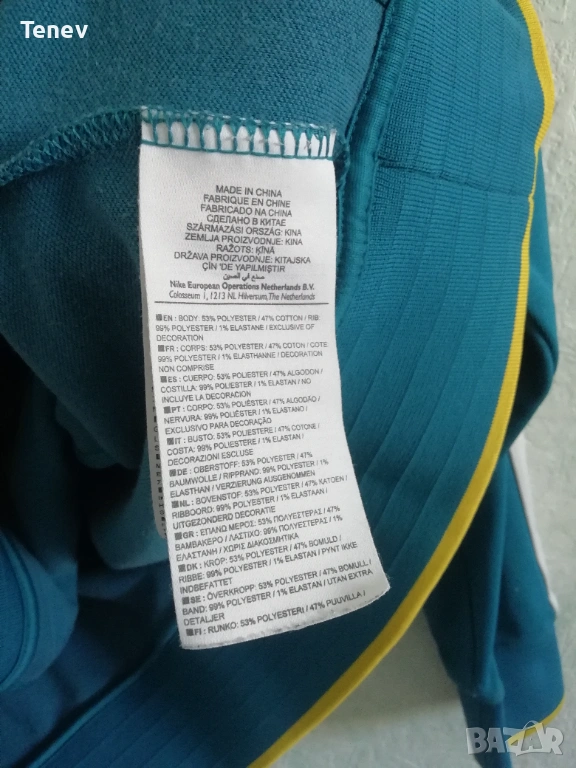 Tenev
MADE IN CHINA
FABRIQUE EN CHINE
FABRICADO NA CHINA
СДЕЛАНО В КИТАЕ
SZÁRMAZÁSI ORSZÁG: KÍNA
ZEMLJA PROIZVODNJE: KINA
RAŽOTS: ĶĪNĀ
DRŽAVA PROIZVODNJE: KITAJSKA
ÇİN 'DE YAPILMIŞTIR
صنع في الصين
Nike European Operations Netherlands B.V.
Colosseum 1, 1213 NL Hilversum, The Netherlands
EN: BODY: 53% POLYESTER / 47% COTTON / RIB:
99% POLYESTER / 1% ELASTANE / EXCLUSIVE OF
DECORATION
FR: CORPS: 53% POLYESTER / 47% COTON / COTE:
99% POLYESTER / 1% ELASTHANNE / DECORATION
NON COMPRISE
ES: CUERPO: 53% POLIÉSTER / 47% ALGODON /
COSTILLA: 99% POLIÉSTER / 1% ELASTAN / NO
INCLUYE LA DECORACION
PT: CORPO: 53% POLIÉSTER / 47% ALGODÃO /
NERVURA: 99% POLIÉSTER / 1% ELASTANO /
EXCLUSIVO PARA DECORAÇÃO
IT: BUSTO: 53% POLIESTERE / 47% COTONE /
COSTA: 99% POLIESTERE / 1% ELASTAN /
DECORAZIONI ESCLUSE
DE: OBERSTOFF: 53% POLYESTER / 47%
BAUMWOLLE / RIPPRAND: 99% POLYESTER / 1%
ELASTHAN / VERZIERUNG AUSGENOMMEN
NL: BOVENSTOF: 53% POLYESTER / 47% KATOEN /
RIBBOORD: 99% POLYESTER / 1% ELASTAAN /
UITGEZONDERD DECORATIE
GR: ΕΠΑΝΩ ΜΕΡΟΣ: 53% ΠΟΛΥΕΣΤΕΡΑΣ / 47%
ΒΑΜΒΑΚΕΡΟ / ΛΑΣΤΙΧΟ: 99% ΠΟΛΥΕΣΤΕΡΑΣ / 1%
ΕΛΑΣΤΑΝΗ / ΧΩΡΙΣ ΔΙΑΚΟΣΜΗΤΙΚΑ
DK: KROP: 53% POLYESTER / 47% BOMULD /
RIBBE: 99% POLYESTER / 1% ELASTAN / PYNT IKKE
INDBEFATTET
SE: ÖVERKROPP: 53% POLYESTER / 47% BOMULL /
BAND: 99% POLYESTER / 1% ELASTAN / UTAN EXTRA
DETALJER
FI: RUNKO: 53% POLYESTERI / 47% PUUVILLA /
BAZAR